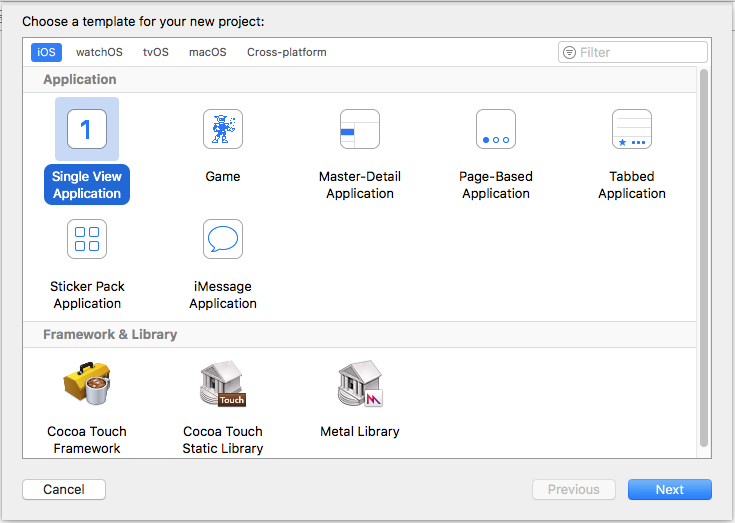 Choose a template for your new project:
iOS watchOS tvOS macOS Cross-platform Filter
Application
1
Single View Application
Game
Master-Detail Application
Page-Based Application
Tabbed Application
Sticker Pack Application
iMessage Application
Framework & Library
Touch
Cocoa Touch Framework
Cocoa Touch Static Library
Metal Library
Cancel Previous Next